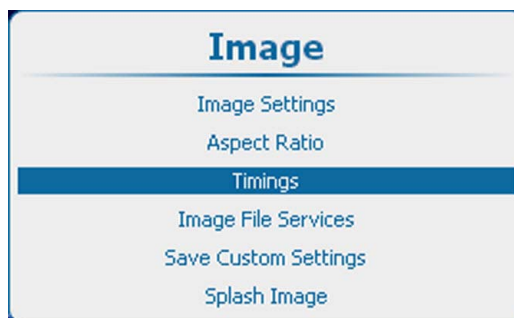 Image
Image Settings
Aspect Ratio
Timings
Image File Services
Save Custom Settings
Splash Image